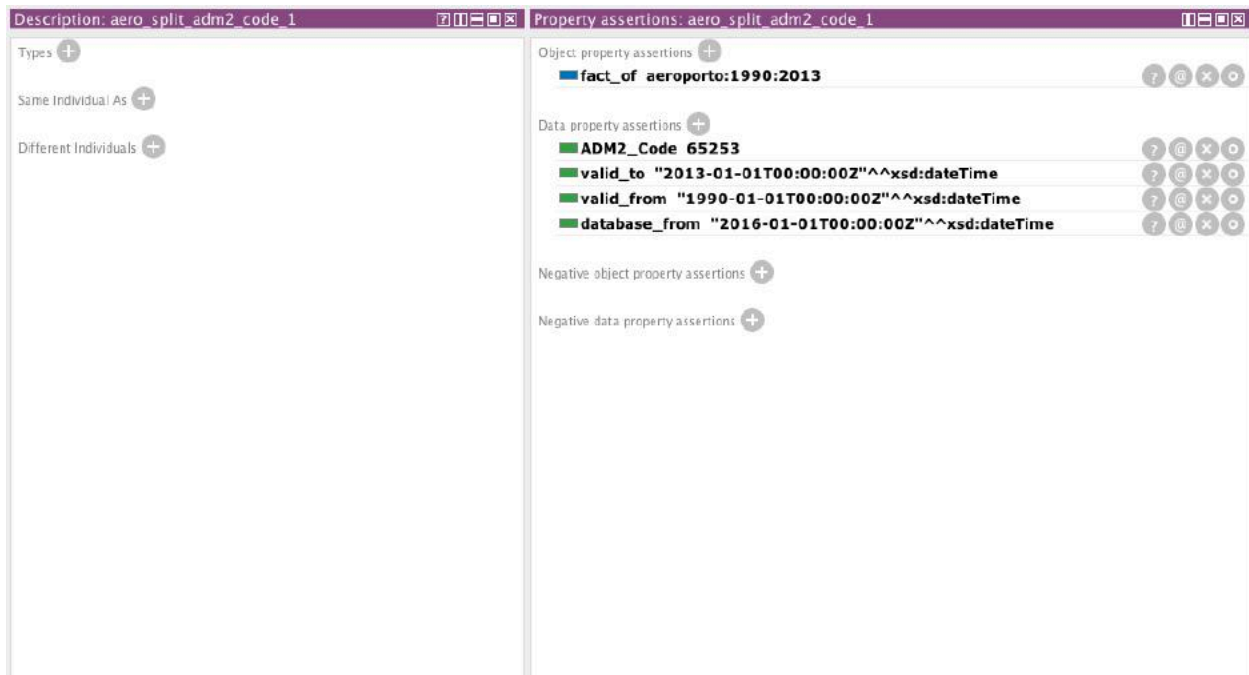 Description: aero_split_adm2_code_1
Types
Same Individual As
Different Individuals
Property assertions: aero_split_adm2_code_1
Object property assertions
fact_of aeroporto:1990:2013
Data property assertions
ADM2_Code 65253
valid_to "2013-01-01T00:00:00Z"^^xsd:dateTime
valid_from "1990-01-01T00:00:00Z"^^xsd:dateTime
database_from "2016-01-01T00:00:00Z"^^xsd:dateTime
Negative object property assertions
Negative data property assertions